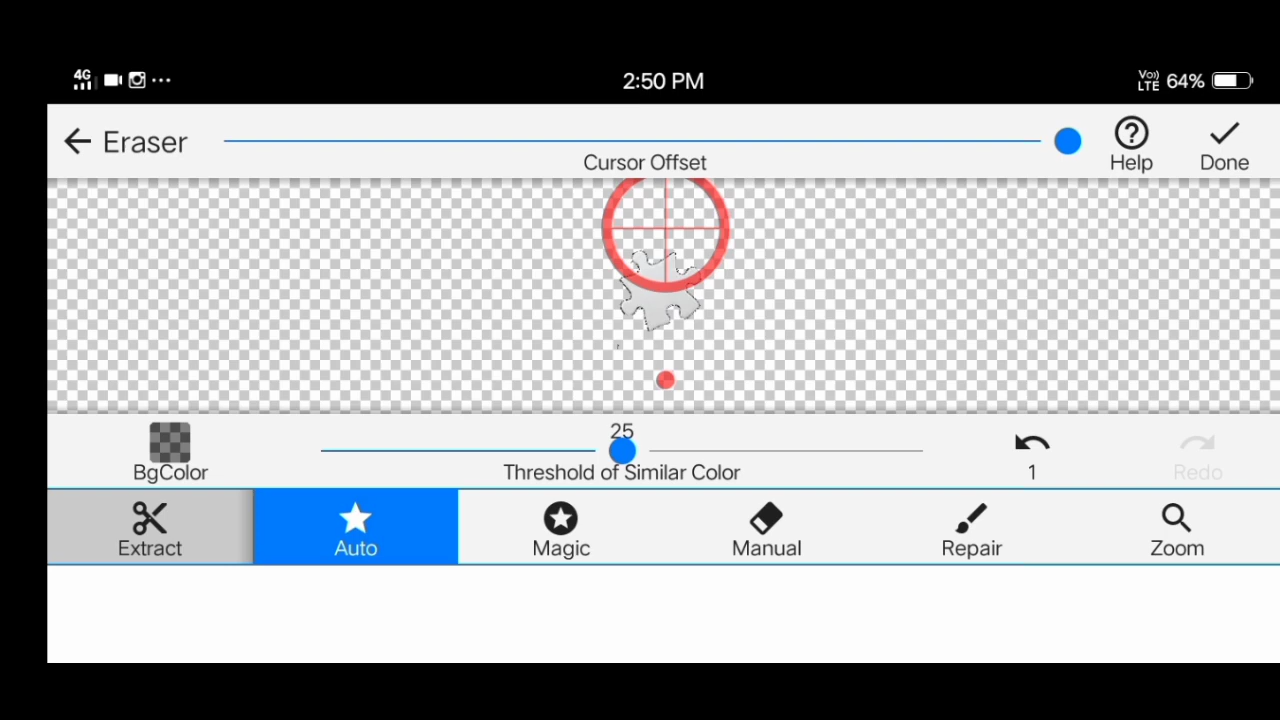 4G
2:50 PM
Vo)
LTE
64%
Eraser
Cursor Offset
Help
Done
25
BgColor
Threshold of Similar Color
1
Redo
Extract
Auto
Magic
Manual
Repair
Zoom